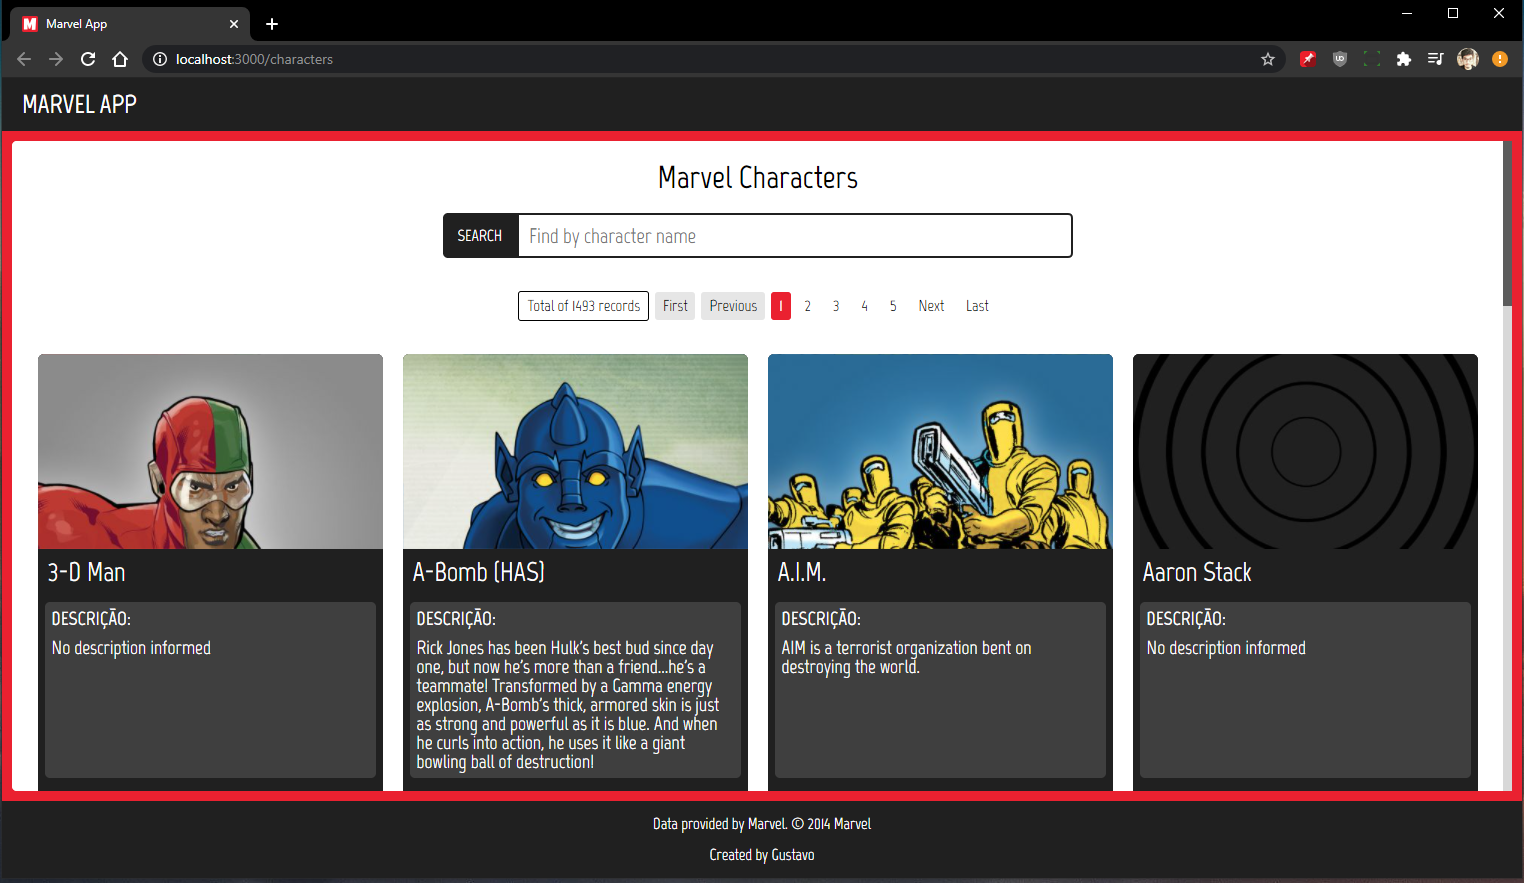 Marvel App
localhost:3000/characters
MARVEL APP
Marvel Characters
SEARCH Find by character name
Total of 1493 records First Previous 1 2 3 4 5 Next Last
3-D Man
DESCRIÇÃO:
No description informed
A-Bomb (HAS)
DESCRIÇÃO:
Rick Jones has been Hulk's best bud since day
one, but now he's more than a friend...he's a
teammate! Transformed by a Gamma energy
explosion, A-Bomb's thick, armored skin is just
as strong and powerful as it is blue. And when
he curls into action, he uses it like a giant
bowling ball of destruction!
A.I.M.
DESCRIÇÃO:
AIM is a terrorist organization bent on
destroying the world.
Aaron Stack
DESCRIÇÃO:
No description informed
Data provided by Marvel. © 2014 Marvel
Created by Gustavo